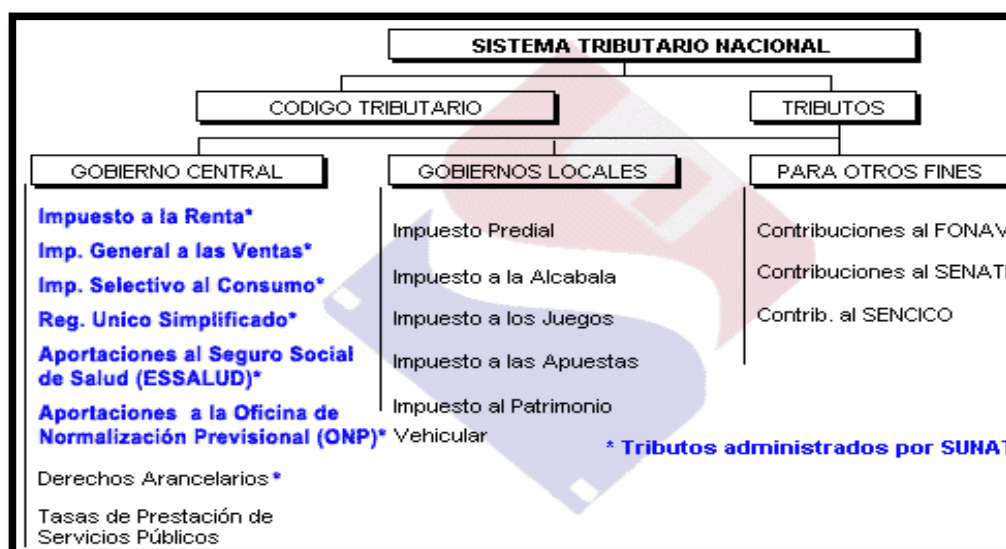 SISTEMA TRIBUTARIO NACIONAL
CODIGO TRIBUTARIO
TRIBUTOS
GOBIERNO CENTRAL
Impuesto a la Renta*
Imp. General a las Ventas*
Imp. Selectivo al Consumo*
Reg. Unico Simplificado*
Aportaciones al Seguro Social
de Salud (ESSALUD)*
Aportaciones a la Oficina de
Normalización Previsional (ONP)*
Derechos Arancelarios*
Tasas de Prestación de
Servicios Públicos
GOBIERNOS LOCALES
Impuesto Predial
Impuesto a la Alcabala
Impuesto a los Juegos
Impuesto a las Apuestas
Impuesto al Patrimonio
Vehicular
PARA OTROS FINES
Contribuciones al
Contribuciones al
Contrib. al SENCICO
* Tributos administrados por